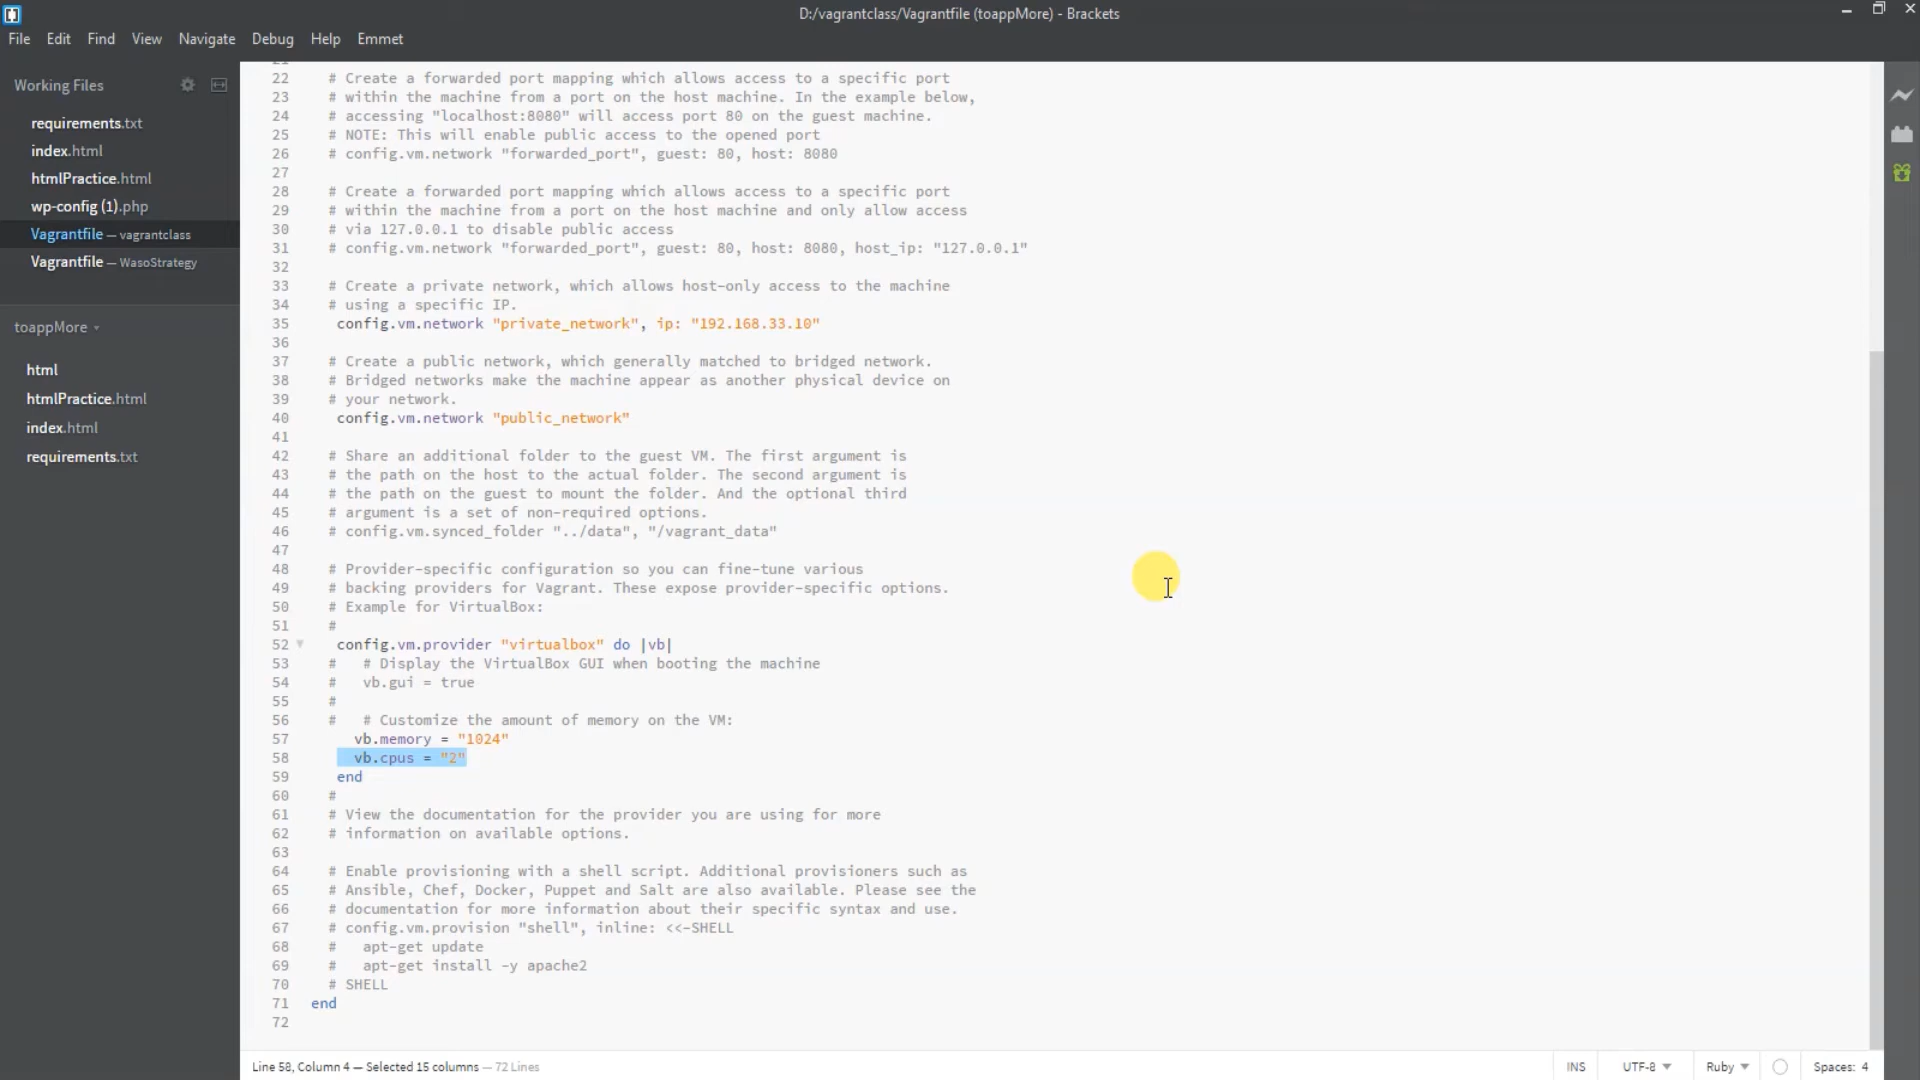 D:/vagrantclass/Vagrantfile (toappMore) - Brackets
File Edit Find View Navigate Debug Help Emmet
Working Files
requirements.txt
index.html
htmlPractice.html
wp-config (1).php
Vagrantfile — vagrantclass
Vagrantfile — WasoStrategy
toappMore
html
htmlPractice.html
index.html
requirements.txt
22 # Create a forwarded port mapping which allows access to a specific port
23 # within the machine from a port on the host machine. In the example below,
24 # accessing "localhost:8080" will access port 80 on the guest machine.
25 # NOTE: This will enable public access to the opened port
26 # config.vm.network "forwarded_port", guest: 80, host: 8080
27
28 # Create a forwarded port mapping which allows access to a specific port
29 # within the machine from a port on the host machine and only allow access
30 # via 127.0.0.1 to disable public access
31 # config.vm.network "forwarded_port", guest: 80, host: 8080, host_ip: "127.0.0.1"
32
33 # Create a private network, which allows host-only access to the machine
34 # using a specific IP.
35 config.vm.network "private_network", ip: "192.168.33.10"
36
37 # Create a public network, which generally matched to bridged network.
38 # Bridged networks make the machine appear as another physical device on
39 # your network.
40 config.vm.network "public_network"
41
42 # Share an additional folder to the guest VM. The first argument is
43 # the path on the host to the actual folder. The second argument is
44 # the path on the guest to mount the folder. And the optional third
45 # argument is a set of non-required options.
46 # config.vm.synced_folder "../data", "/vagrant_data"
47
48 # Provider-specific configuration so you can fine-tune various
49 # backing providers for Vagrant. These expose provider-specific options.
50 # Example for VirtualBox:
51 #
52 config.vm.provider "virtualbox" do |vb|
53 # # Display the VirtualBox GUI when booting the machine
54 # vb.gui = true
55 #
56 # # Customize the amount of memory on the VM:
57 vb.memory = "1024"
58 vb.cpus = "2"
59 end
60 #
61 # View the documentation for the provider you are using for more
62 # information on available options.
63
64 # Enable provisioning with a shell script. Additional provisioners such as
65 # Ansible, Chef, Docker, Puppet and Salt are also available. Please see the
66 # documentation for more information about their specific syntax and use.
67 # config.vm.provision "shell", inline: <<-SHELL
68 # apt-get update
69 # apt-get install -y apache2
70 # SHELL
71 end
72
Line 58, Column 4 — Selected 15 columns — 72 Lines
INS UTF-8 Ruby Spaces: 4